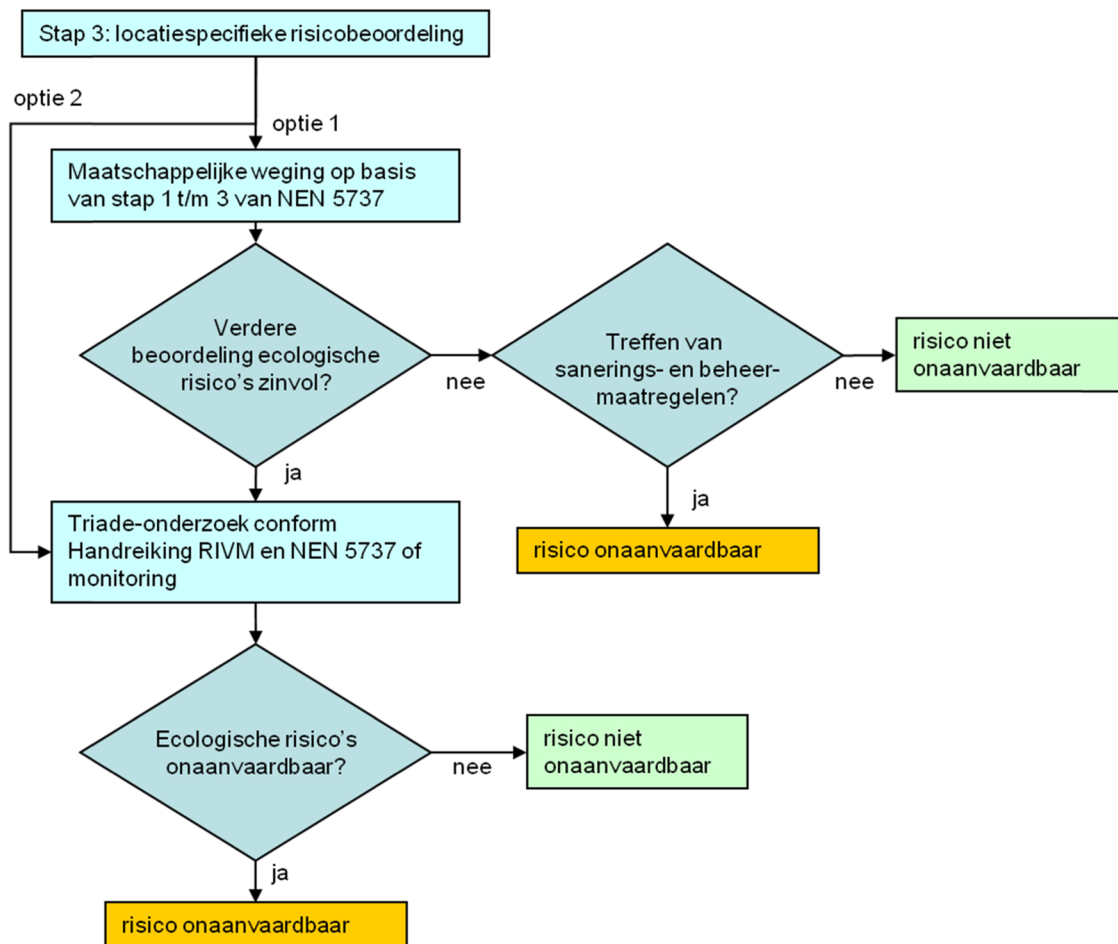 Stap 3: locatiespecifieke risicobeoordeling
optie 2
optie 1
Maatschappelijke weging op basis
van stap 1 t/m 3 van NEN 5737
Verdere
beoordeling ecologische
risico's zinvol?
nee
Treffen van
sanerings- en beheer-
maatregelen?
nee
risico niet
onaanvaardbaar
ja
ja
risico onaanvaardbaar
Triade-onderzoek conform
Handreiking RIVM en NEN 5737 of
monitoring
Ecologische risico's
onaanvaardbaar?
nee
risico niet
onaanvaardbaar
ja
risico onaanvaardbaar